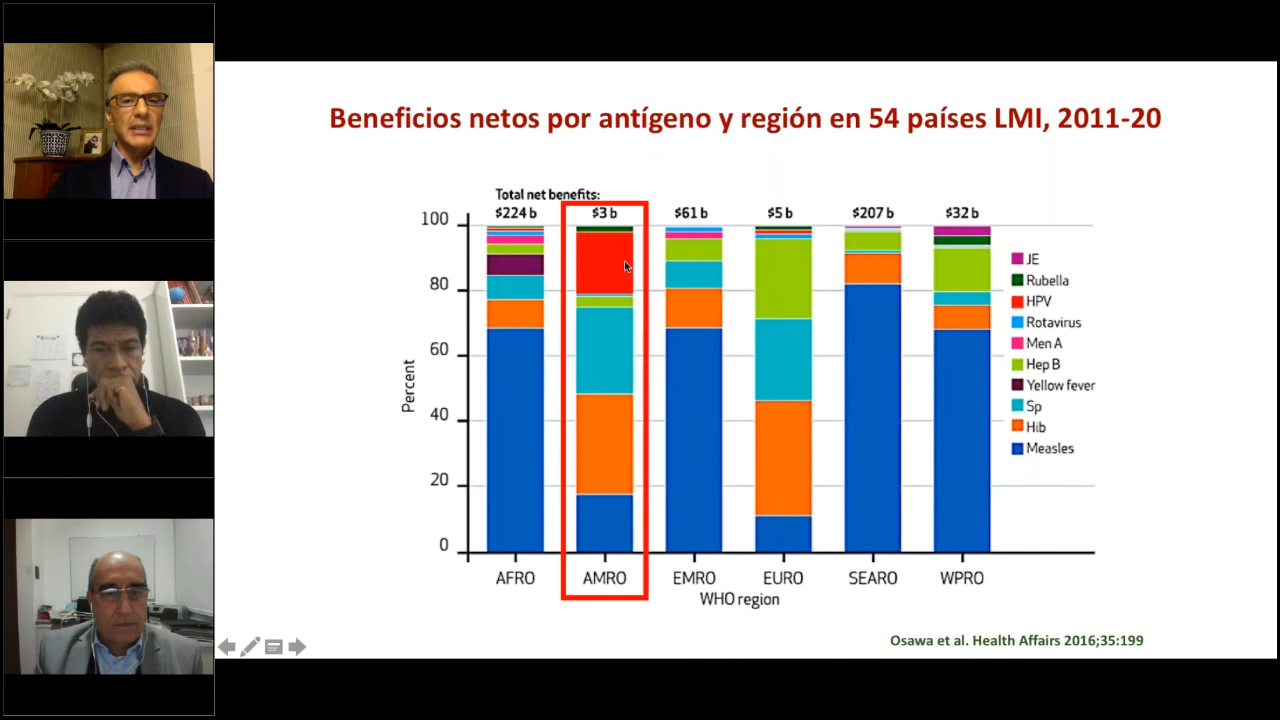 Beneficios netos por antígeno y región en 54 países LMI, 2011-20
Total net benefits:
$224 b $3 b $61 b $5 b $207 b $32 b
100
80
60
40
20
0
Percent
JE
Rubella
HPV
Rotavirus
Men A
Hep B
Yellow fever
Sp
Hib
Measles
AFRO AMRO EMRO EURO SEARO WPRO
WHO region
Osawa et al. Health Affairs 2016;35:199